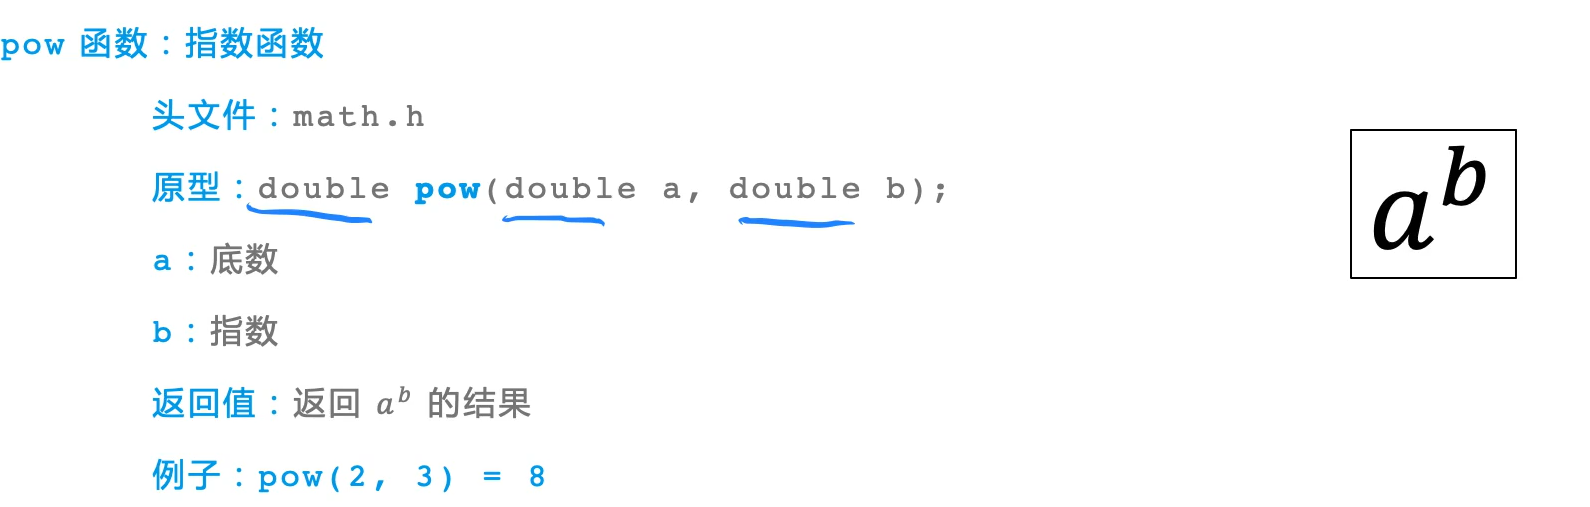 pow 函数：指数函数
头文件：math.h
原型：double pow(double a, double b);
a：底数
b：指数
返回值：返回 a^b 的结果
例子：pow(2, 3) = 8
a^b